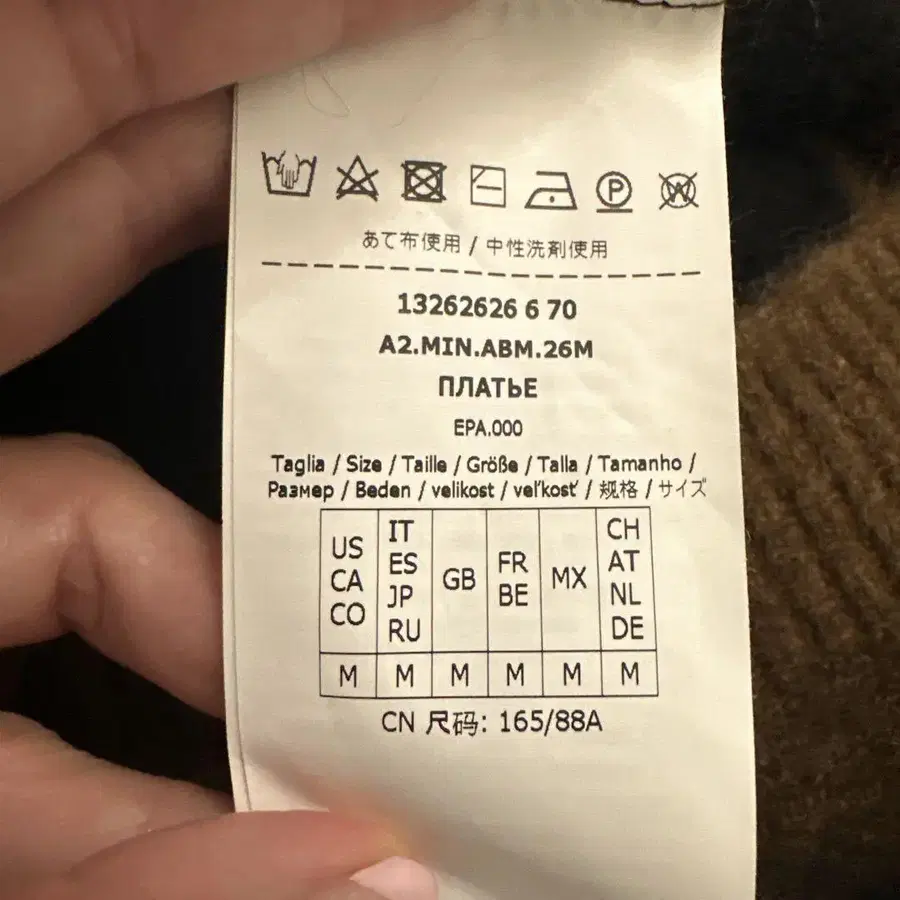 P W
あて布使用 / 中性洗剤使用
13262626 6 70
A2.MIN.ABM.26M
ПЛАТЬЕ
EPA.000
Taglia / Size / Taille / Größe / Talla / Tamanho /
Размер / Beden / velikost / veľkosť / 规格 / サイズ
US CA CO IT ES JP RU GB FR BE MX CH AT NL DE
M M M M M M
CN 尺码: 165/88A